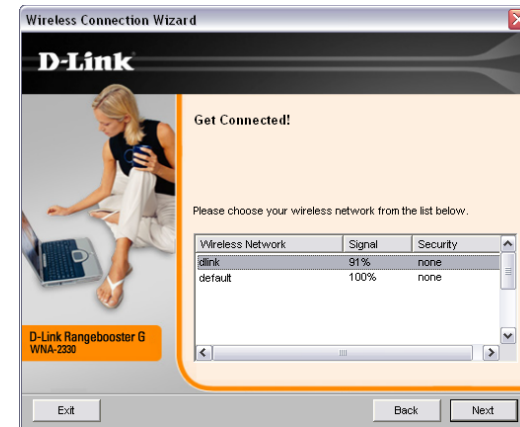 Wireless Connection Wizard
D-Link
Get Connected!
Please choose your wireless network from the list below.
Wireless Network Signal Security
dlink 91% none
default 100% none
D-Link Rangebooster G
WNA-2330
Exit Back Next